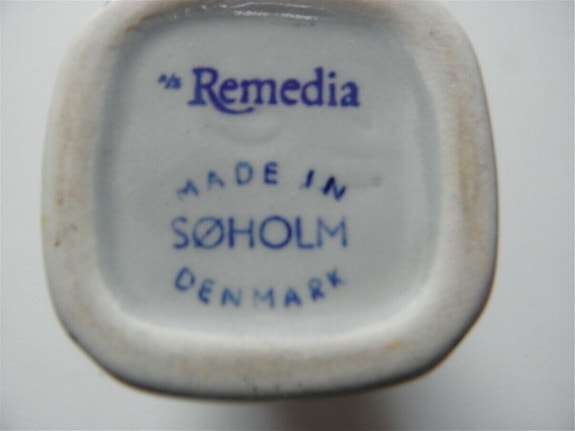 A/S Remedia
MADE IN
SØHOLM
DENMARK